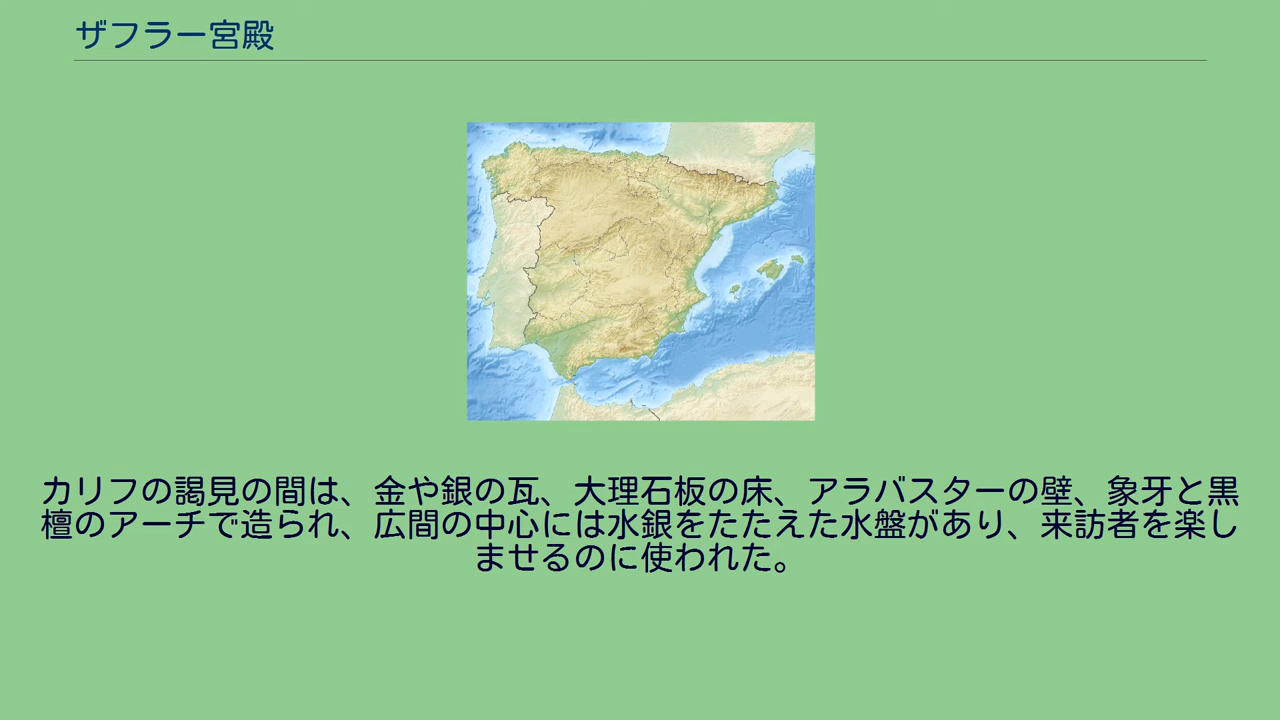 ザフラー宮殿
カリフの謁見の間は、金や銀の瓦、大理石板の床、アラバスターの壁、象牙と黒
檀のアーチで造られ、広間の中心には水銀をたたえた水盤があり、来訪者を楽し
ませるのに使われた。